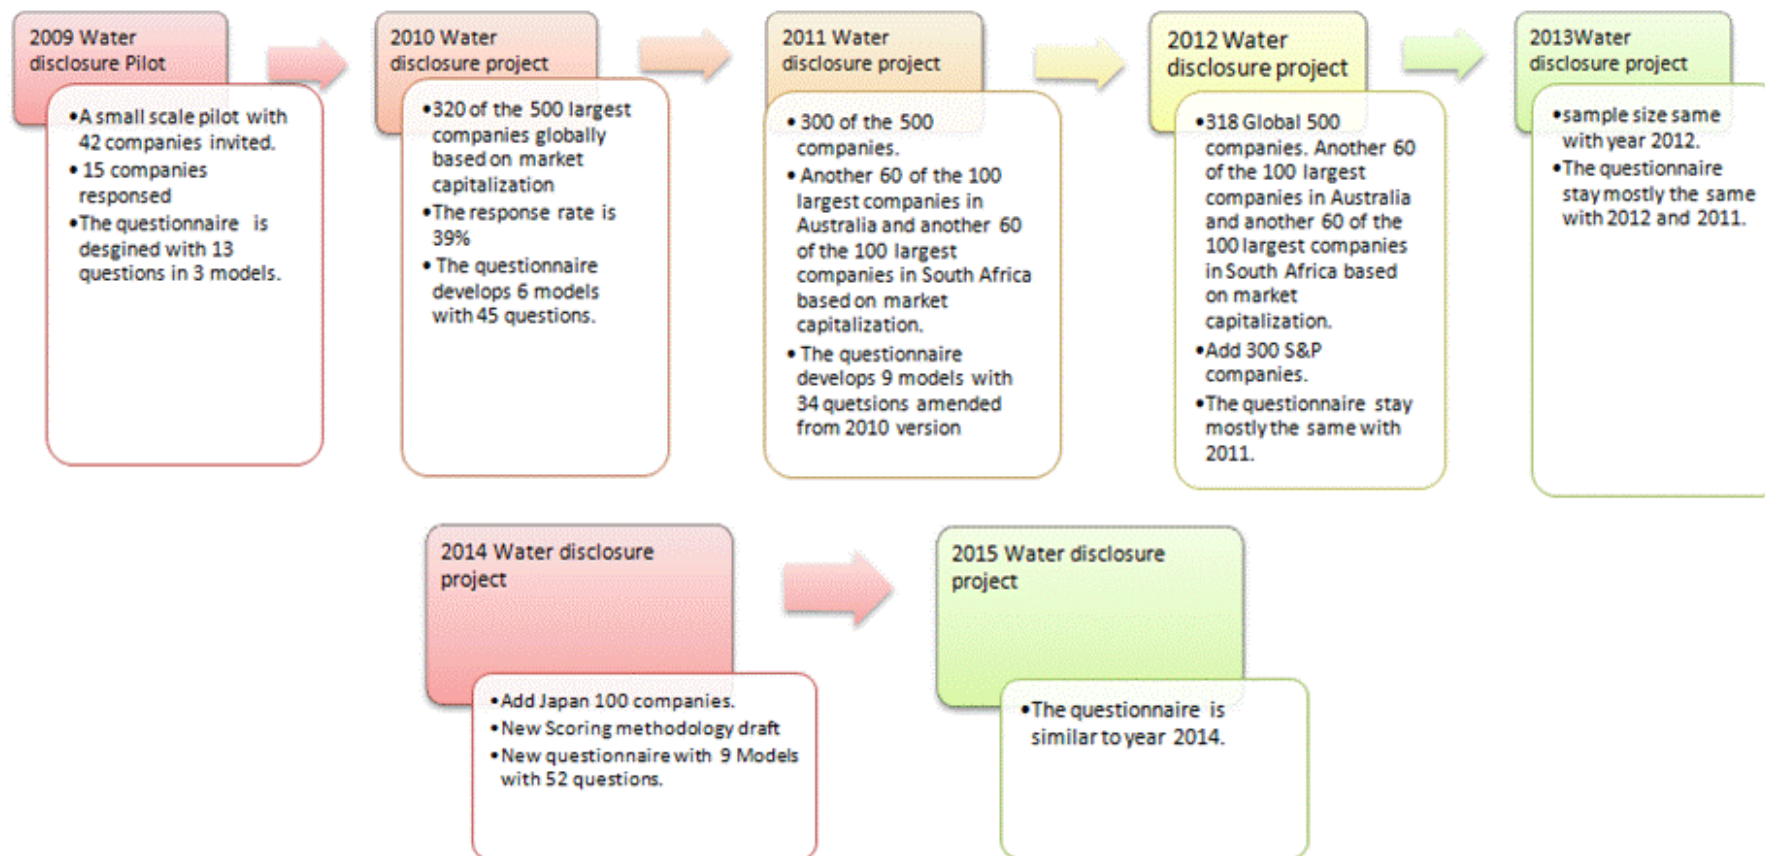 2009 Water
disclosure Pilot
•A small scale pilot with
42 companies invited.
• 15 companies
responsed
•The questionnaire is
desgined with 13
questions in 3 models.
2010 Water
disclosure project
•320 of the 500 largest
companies globally
based on market
capitalization
•The response rate is
39%
• The questionnaire
develops 6 models
with 45 questions.
2011 Water
disclosure project
• 300 of the 500
companies.
• Another 60 of the 100
largest companies in
Australia and another 60
of the 100 largest
companies in South Africa
based on market
capitalization.
• The questionnaire
develops 9 models with
34 quetsions amended
from 2010 version
2012 Water
disclosure project
•318 Global 500
companies. Another 60
of the 100 largest
companies in Australia
and another 60 of the
100 largest companies
in South Africa based
on market
capitalization.
•Add 300 S&P
companies.
•The questionnaire stay
mostly the same with
2011.
2013Water
disclosure project
•sample size same
with year 2012.
•The questionnaire
stay mostly the same
with 2012 and 2011.
2014 Water disclosure
project
•Add Japan 100 companies.
•New Scoring methodology draft
•New questionnaire with 9 Models
with 52 questions.
2015 Water disclosure
project
•The questionnaire is
similar to year 2014.